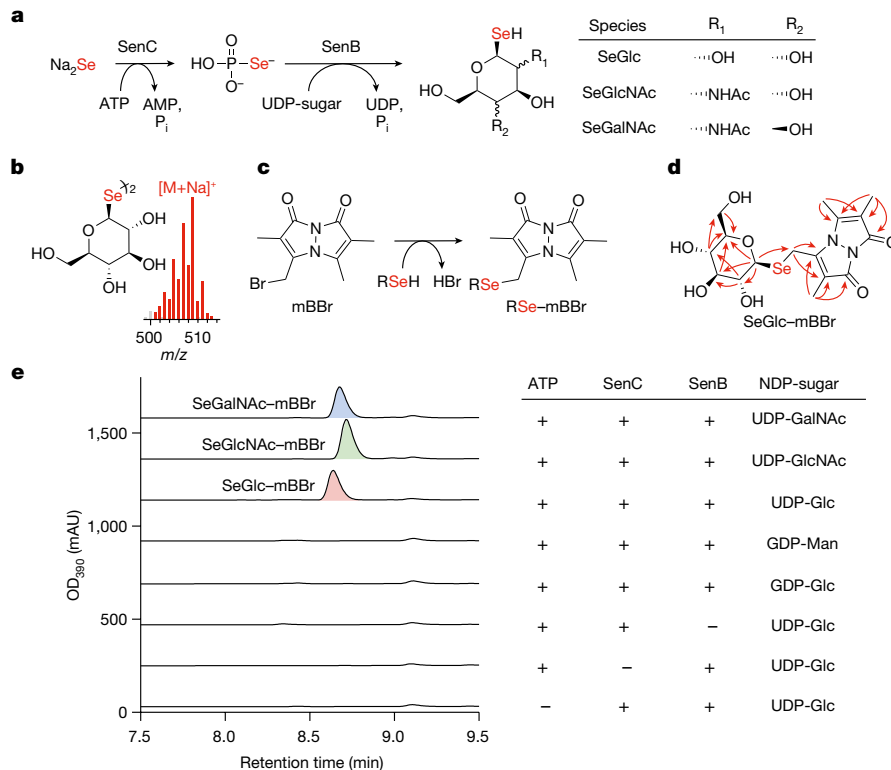 a
Na2Se
SenC
ATP
AMP,
Pi
O
HO
P
Se−
O−
SenB
UDP-sugar
UDP,
Pi
SeH
R1
O
HO
OH
R2
Species R1 R2
SeGlc OH OH
SeGlcNAc NHAc OH
SeGalNAc NHAc OH
b
Se
2
O
OH
HO
OH
OH
[M+Na]+
500 510
m/z
c
O O
N
N
Br
mBBr
RSeH
HBr
O O
N
N
RSe
RSe–mBBr
d
OH
O
HO
HO
OH
Se
N
N
O
O
SeGlc–mBBr
e
OD390 (mAU)
1,500
1,000
500
0
7.5 8.0 8.5 9.0 9.5
Retention time (min)
SeGalNAc–mBBr
SeGlcNAc–mBBr
SeGlc–mBBr
ATP SenC SenB NDP-sugar
+ + + UDP-GalNAc
+ + + UDP-GlcNAc
+ + + UDP-Glc
+ + + GDP-Man
+ + + GDP-Glc
+ + − UDP-Glc
+ − + UDP-Glc
− + + UDP-Glc